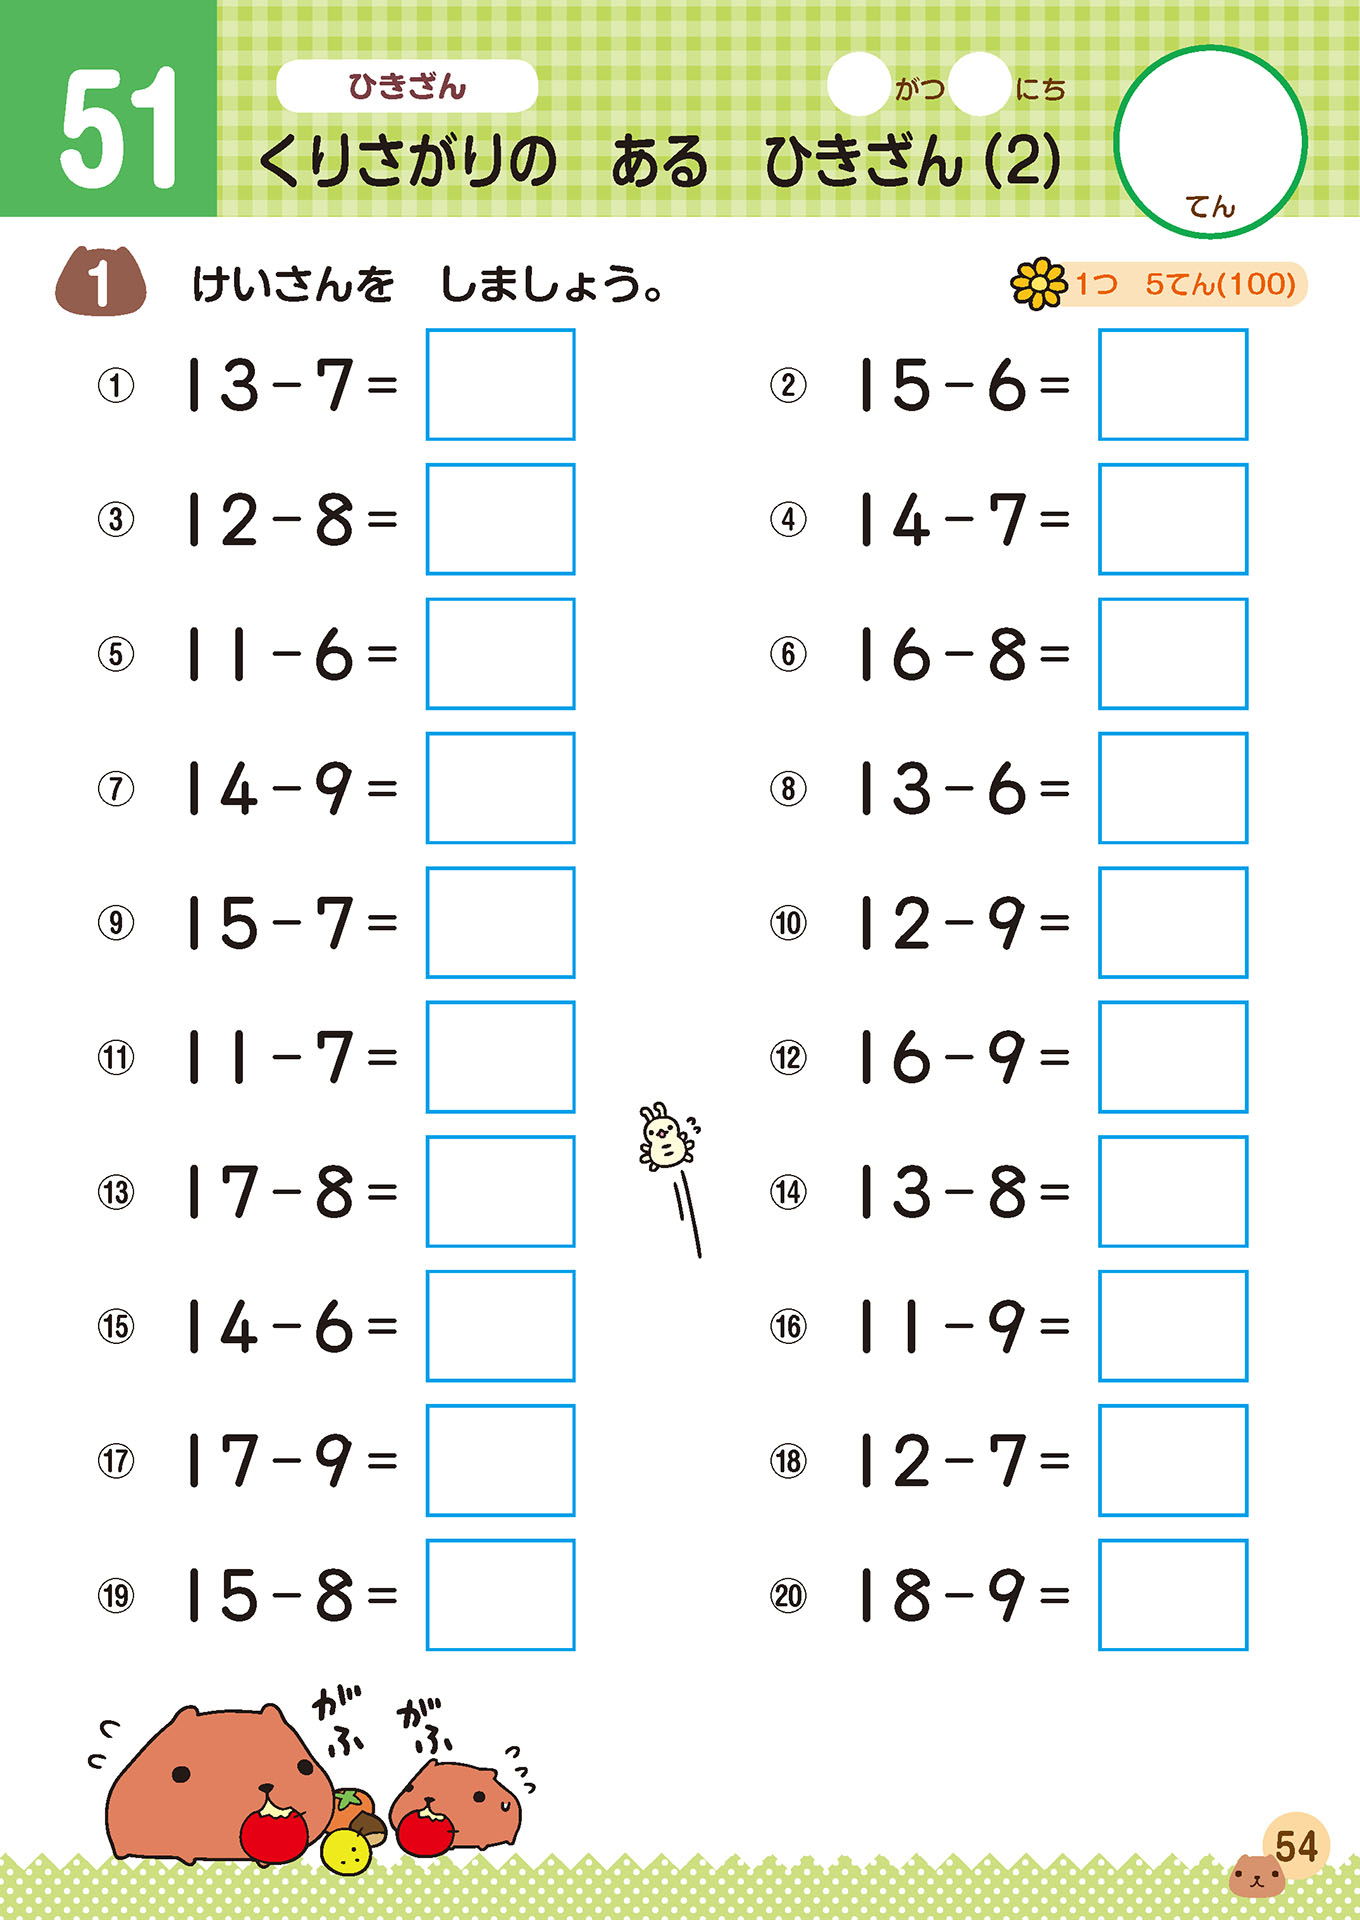 51
ひきざん
がつ にち
くりさがりの ある ひきざん(2)
てん
1 けいさんを しましょう。
1つ 5てん(100)
① 13-7=
② 15-6=
③ 12-8=
④ 14-7=
⑤ 11-6=
⑥ 16-8=
⑦ 14-9=
⑧ 13-6=
⑨ 15-7=
⑩ 12-9=
⑪ 11-7=
⑫ 16-9=
⑬ 17-8=
⑭ 13-8=
⑮ 14-6=
⑯ 11-9=
⑰ 17-9=
⑱ 12-7=
⑲ 15-8=
⑳ 18-9=
がふ
がふ
54